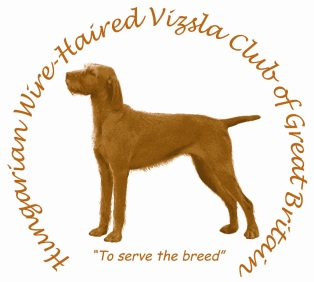 Hungarian Wire-Haired Vizsla Club of Great Britain
"To serve the breed"